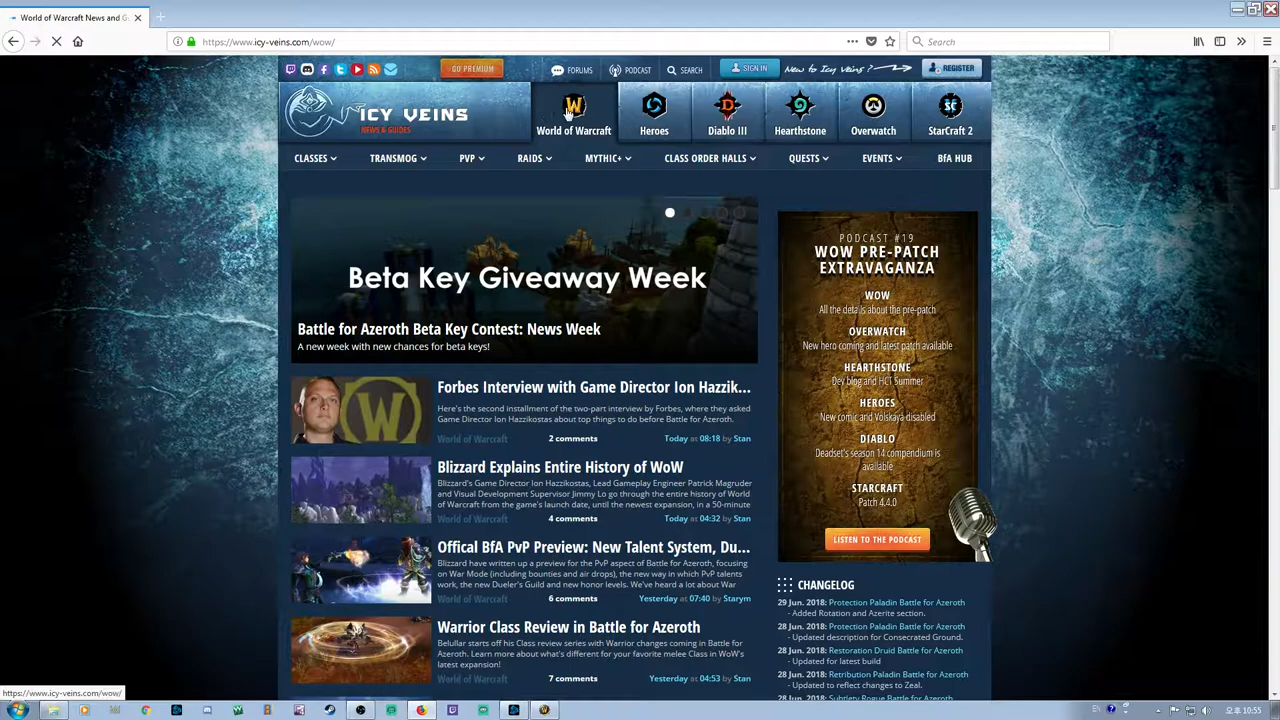 World of Warcraft News and G
https://www.icy-veins.com/wow/
Search
GO PREMIUM
FORUMS
PODCAST
SEARCH
SIGN IN
New to Icy Veins?
REGISTER
ICY VEINS
NEWS & GUIDES
World of Warcraft
Heroes
Diablo III
Hearthstone
Overwatch
StarCraft 2
CLASSES
TRANSMOG
PVP
RAIDS
MYTHIC+
CLASS ORDER HALLS
QUESTS
EVENTS
BfA HUB
Beta Key Giveaway Week
Battle for Azeroth Beta Key Contest: News Week
A new week with new chances for beta keys!
Forbes Interview with Game Director Ion Hazzik...
Here's the second installment of the two-part interview by Forbes, where they asked
Game Director Ion Hazzikostas about top things to do before Battle for Azeroth.
World of Warcraft 2 comments Today at 08:18 by Stan
Blizzard Explains Entire History of WoW
Blizzard's Game Director Ion Hazzikostas, Lead Gameplay Engineer Patrick Magruder
and Visual Development Supervisor Jimmy Lo go through the entire history of World
of Warcraft from the game's launch date, until the newest expansion, in a 50-minute
World of Warcraft 4 comments Today at 04:32 by Stan
Offical BfA PvP Preview: New Talent System, Du...
Blizzard have written up a preview for the PvP aspect of Battle for Azeroth, focusing
on War Mode (including bounties and air drops), the new way in which PvP talents
work, the new Dueler's Guild and new honor levels. We've heard a lot about War
World of Warcraft 6 comments Yesterday at 07:40 by Starym
Warrior Class Review in Battle for Azeroth
Belullar starts off his Class review series with Warrior changes coming in Battle for
Azeroth. Learn more about what's different for your favorite melee Class in WoW's
latest expansion!
World of Warcraft 7 comments Yesterday at 04:53 by Stan
PODCAST #19
WOW PRE-PATCH
EXTRAVAGANZA
WOW
All the details about the pre-patch
OVERWATCH
New hero coming and latest patch available
HEARTHSTONE
Dev blog and HCT Summer
HEROES
New comic and Volskaya disabled
DIABLO
Deadset's season 14 compendium is
available
STARCRAFT
Patch 4.4.0
LISTEN TO THE PODCAST
CHANGELOG
29 Jun. 2018: Protection Paladin Battle for Azeroth
- Added Rotation and Azerite section.
28 Jun. 2018: Protection Paladin Battle for Azeroth
- Updated description for Consecrated Ground.
28 Jun. 2018: Restoration Druid Battle for Azeroth
- Updated for latest build
28 Jun. 2018: Retribution Paladin Battle for Azeroth
- Updated to reflect changes to Zeal.
28 Jun. 2018: Subtlety Rogue Battle for Azeroth
https://www.icy-veins.com/wow/
EN
오후 10:55